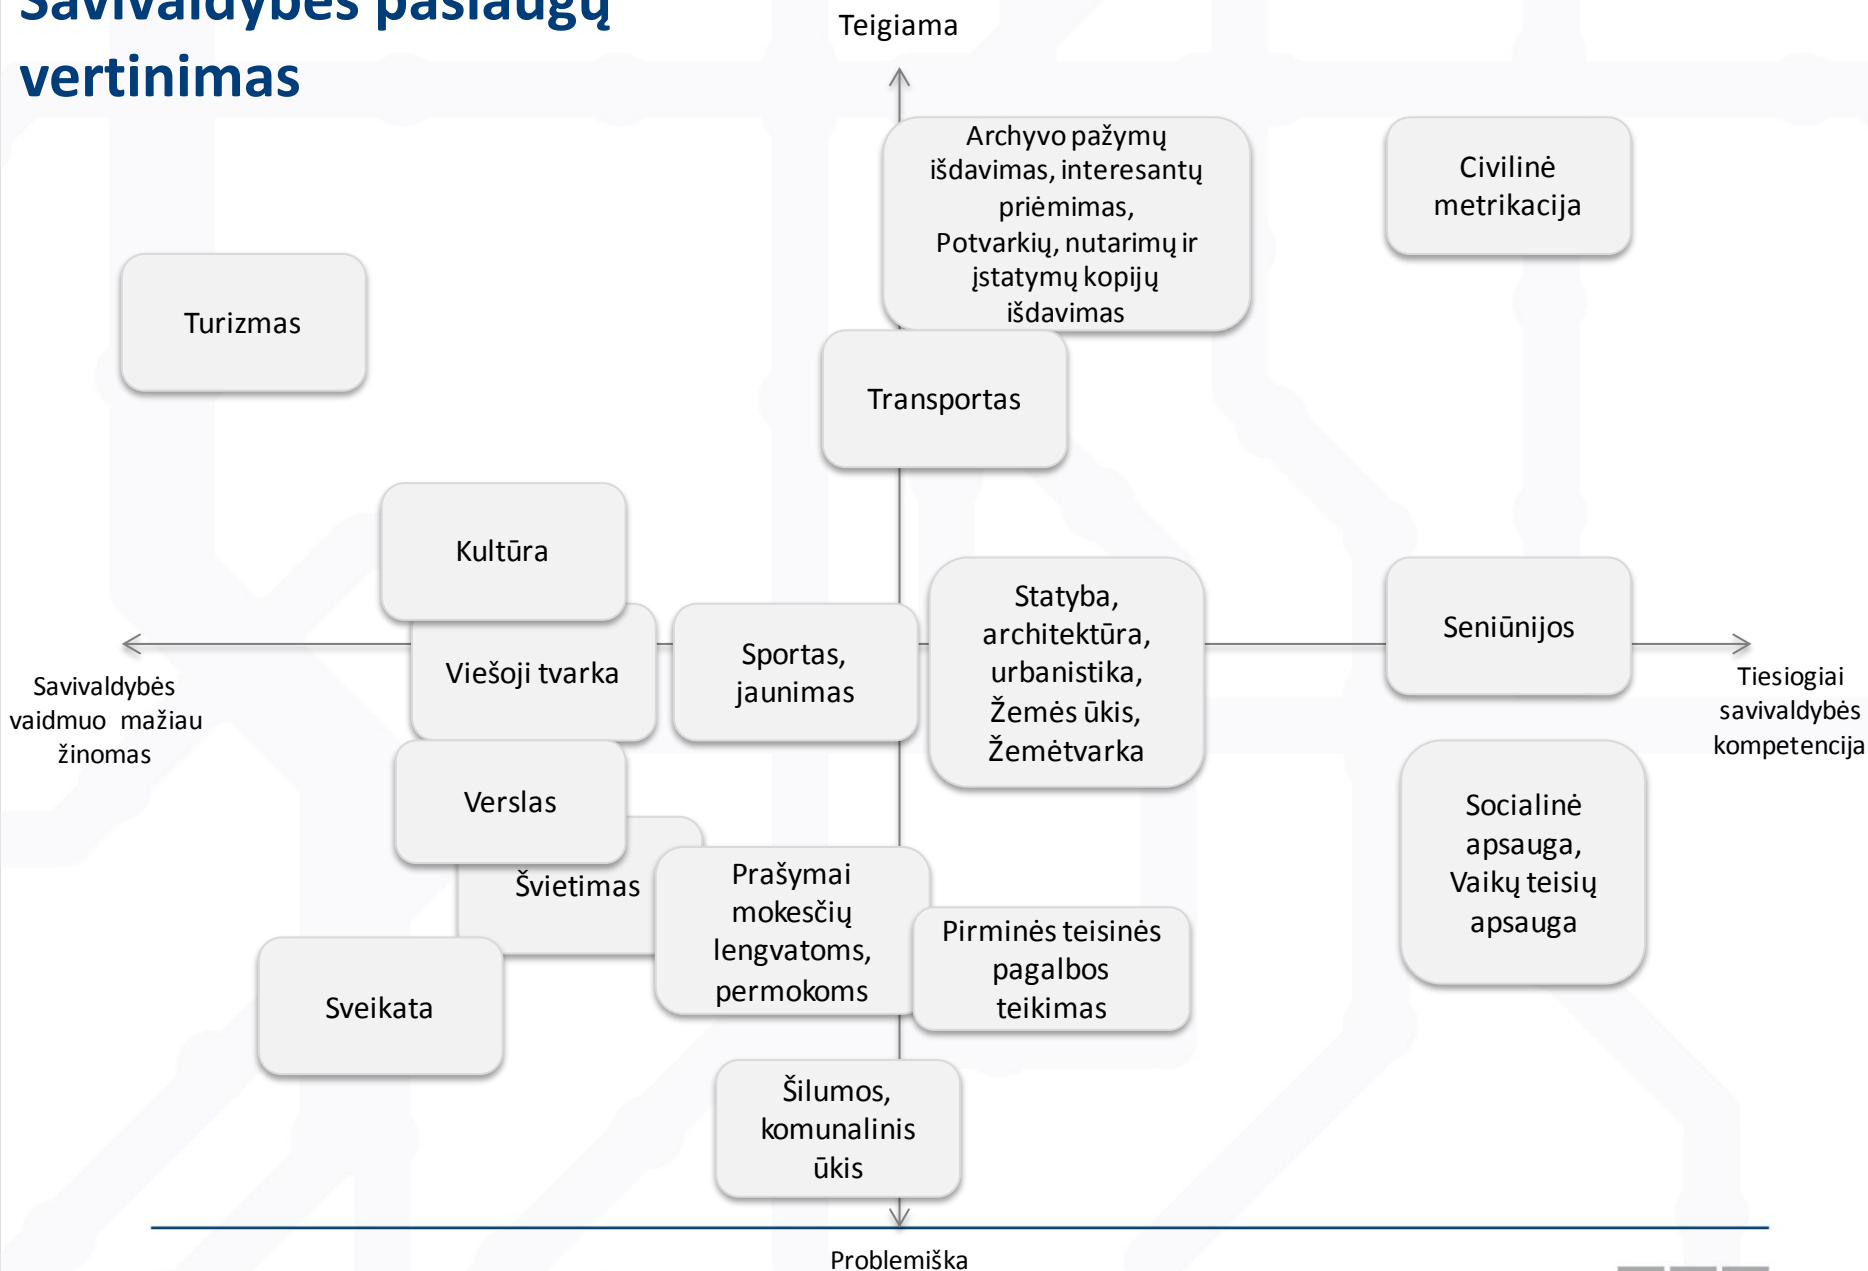 Savivaldybės paslaugų
vertinimas
Teigiama
Archyvo pažymų
išdavimas, interesantų
priėmimas,
Potvarkių, nutarimų ir
įstatymų kopijų
išdavimas
Civilinė
metrikacija
Turizmas
Transportas
Kultūra
Viešoji tvarka
Sportas,
jaunimas
Statyba,
architektūra,
urbanistika,
Žemės ūkis,
Žemėtvarka
Seniūnijos
Savivaldybės
vaidmuo mažiau
žinomas
Tiesiogiai
savivaldybės
kompetencija
Verslas
Švietimas
Prašymai
mokesčių
lengvatoms,
permokoms
Pirminės teisinės
pagalbos
teikimas
Socialinė
apsauga,
Vaikų teisių
apsauga
Sveikata
Šilumos,
komunalinis
ūkis
Problemiška